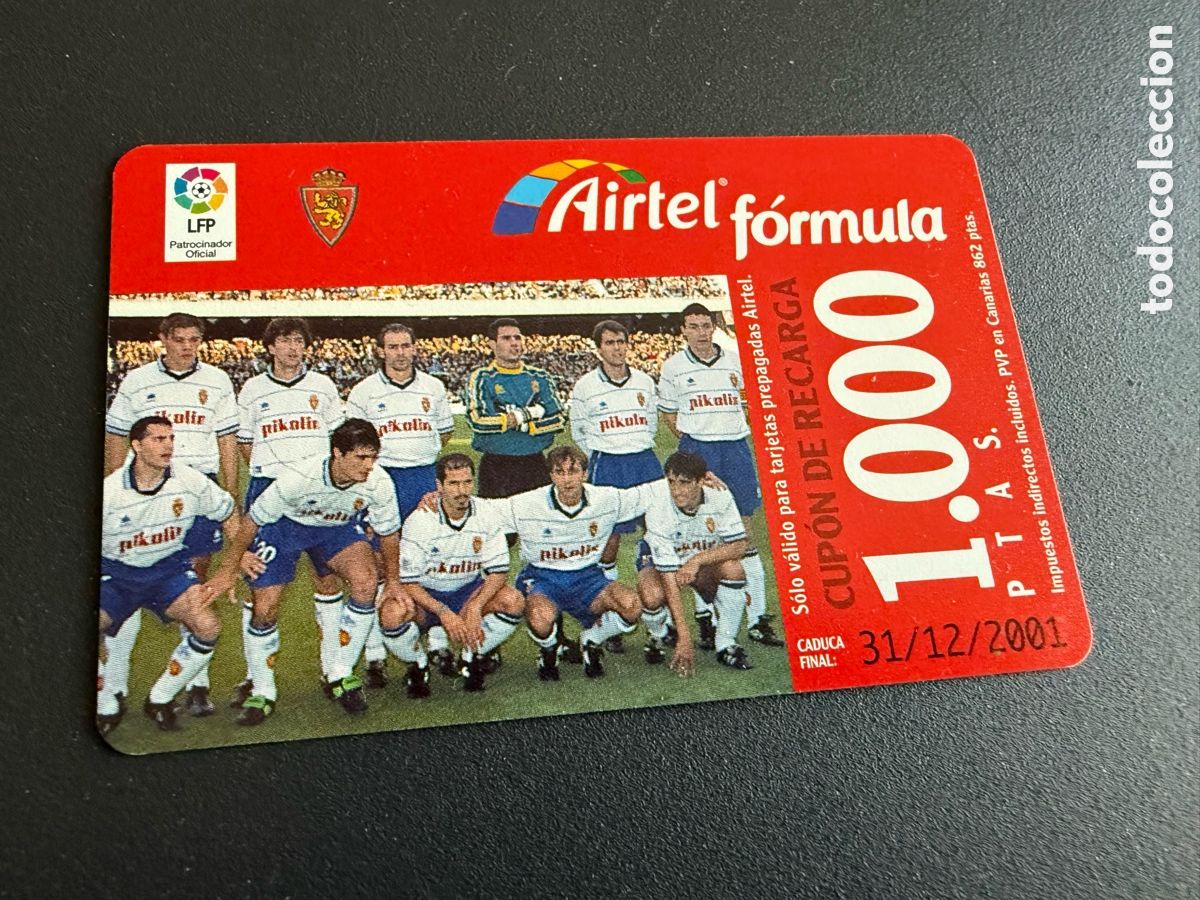 LFP
Patrocinador
Oficial
Airtel fórmula
pikolin
pikolin
pikolin
pikolin
pikolin
pikolin
pikolin
pikolin
20
Sólo válido para tarjetas prepagadas Airtel.
CUPÓN DE RECARGA
1.000
PTAS.
Impuestos indirectos incluidos. PVP en Canarias 862 ptas.
CADUCA
FINAL:
31/12/2001
todocoleccion